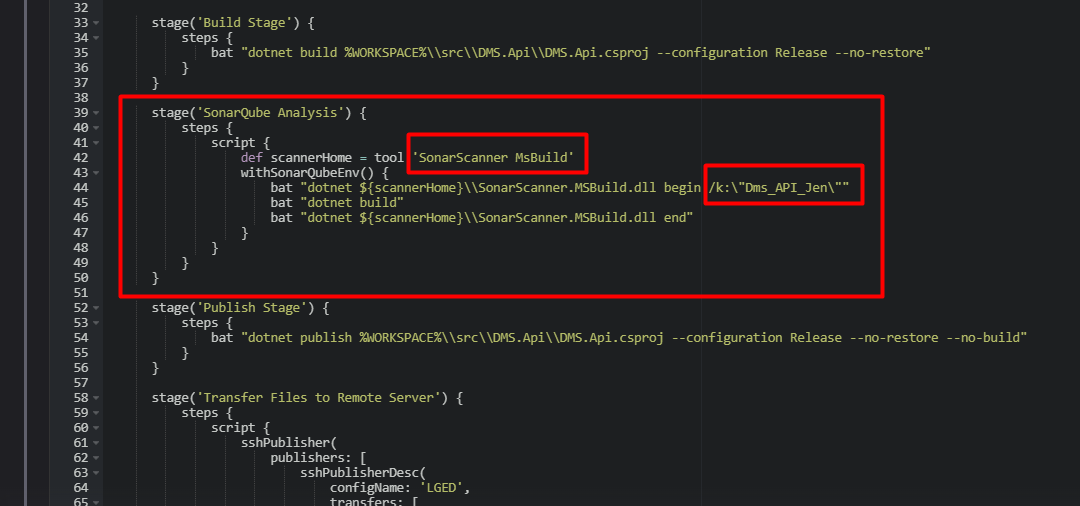 32
33 stage('Build Stage') {
34 steps {
35 bat "dotnet build %WORKSPACE%\\src\\DMS.Api\\DMS.Api.csproj --configuration Release --no-restore"
36 }
37 }
38
39 stage('SonarQube Analysis') {
40 steps {
41 script {
42 def scannerHome = tool 'SonarScanner MsBuild'
43 withSonarQubeEnv() {
44 bat "dotnet ${scannerHome}\\SonarScanner.MSBuild.dll begin /k:\"Dms_API_Jen\""
45 bat "dotnet build"
46 bat "dotnet ${scannerHome}\\SonarScanner.MSBuild.dll end"
47 }
48 }
49 }
50 }
51
52 stage('Publish Stage') {
53 steps {
54 bat "dotnet publish %WORKSPACE%\\src\\DMS.Api\\DMS.Api.csproj --configuration Release --no-restore --no-build"
55 }
56 }
57
58 stage('Transfer Files to Remote Server') {
59 steps {
60 script {
61 sshPublisher(
62 publishers: [
63 sshPublisherDesc(
64 configName: 'LGED',
65 transfers: [